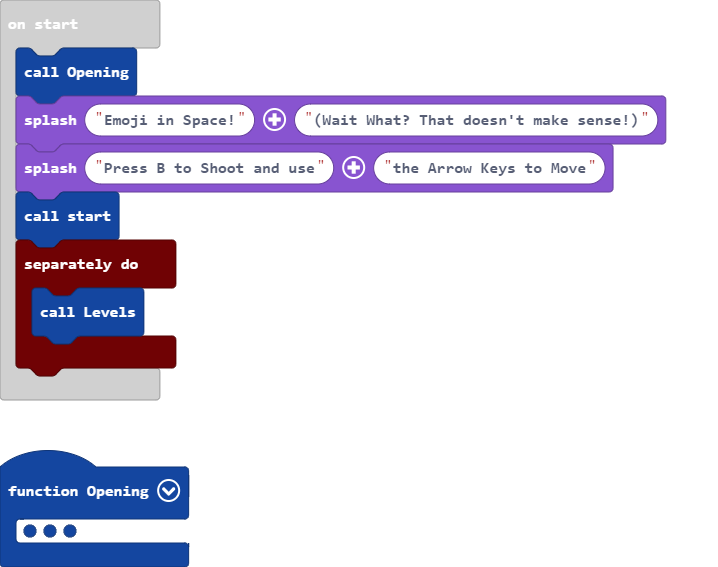 on start
call Opening
splash "Emoji in Space!" "(Wait What? That doesn't make sense!)"
splash "Press B to Shoot and use" "the Arrow Keys to Move"
call start
separately do
call Levels
function Opening